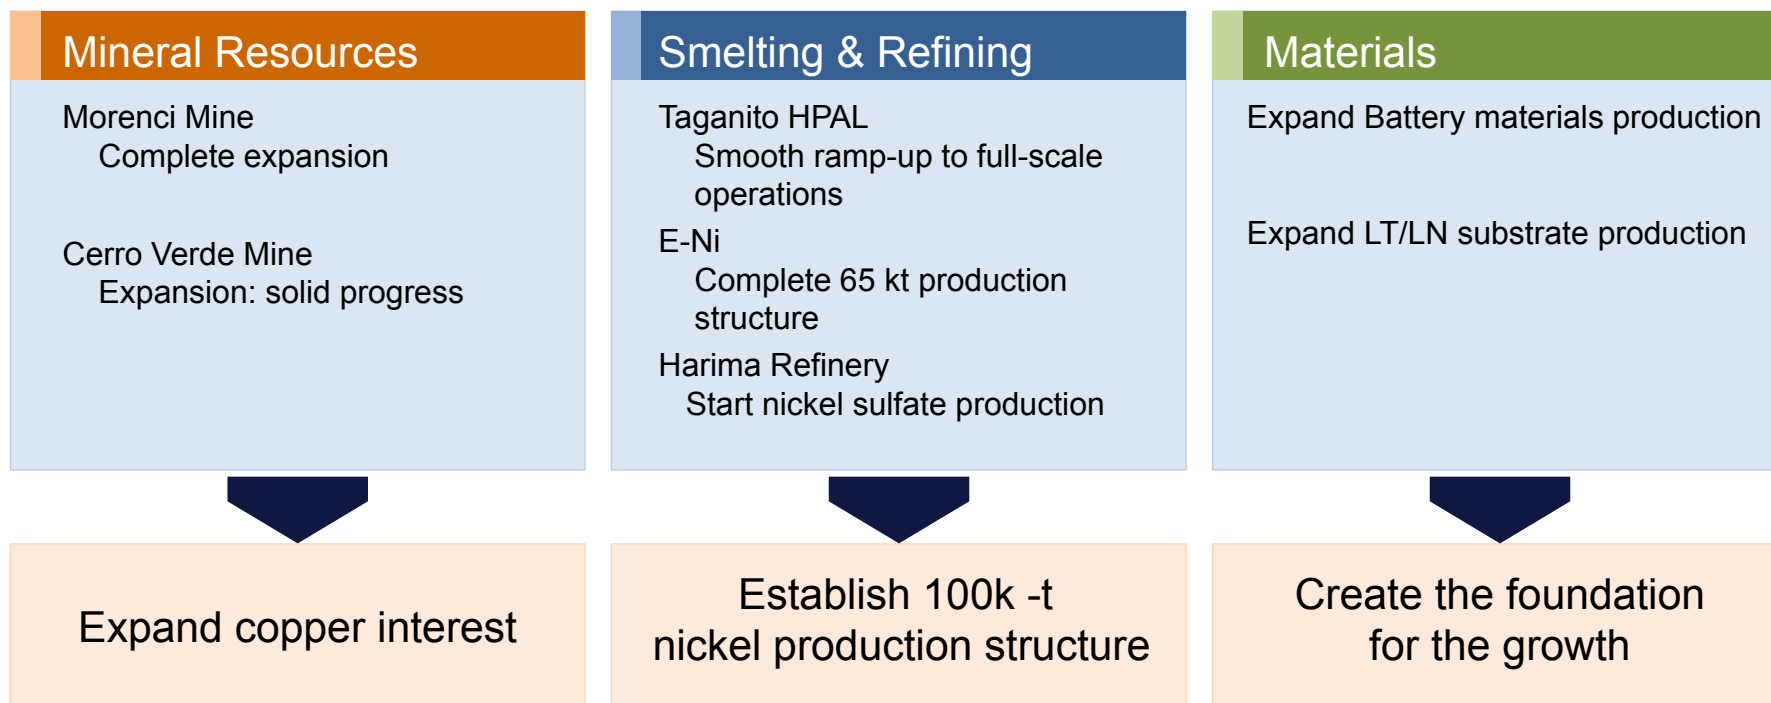 Mineral Resources
Morenci Mine
Complete expansion
Cerro Verde Mine
Expansion: solid progress
Expand copper interest
Smelting & Refining
Taganito HPAL
Smooth ramp-up to full-scale
operations
E-Ni
Complete 65 kt production
structure
Harima Refinery
Start nickel sulfate production
Establish 100k -t
nickel production structure
Materials
Expand Battery materials production
Expand LT/LN substrate production
Create the foundation
for the growth